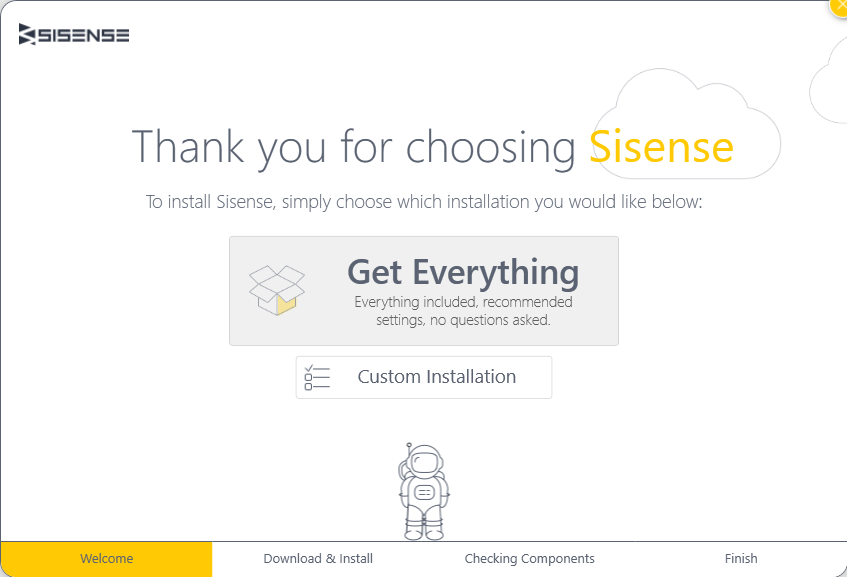 SISENSE
Thank you for choosing Sisense
To install Sisense, simply choose which installation you would like below:
Get Everything
Everything included, recommended
settings, no questions asked.
Custom Installation
Welcome
Download & Install
Checking Components
Finish